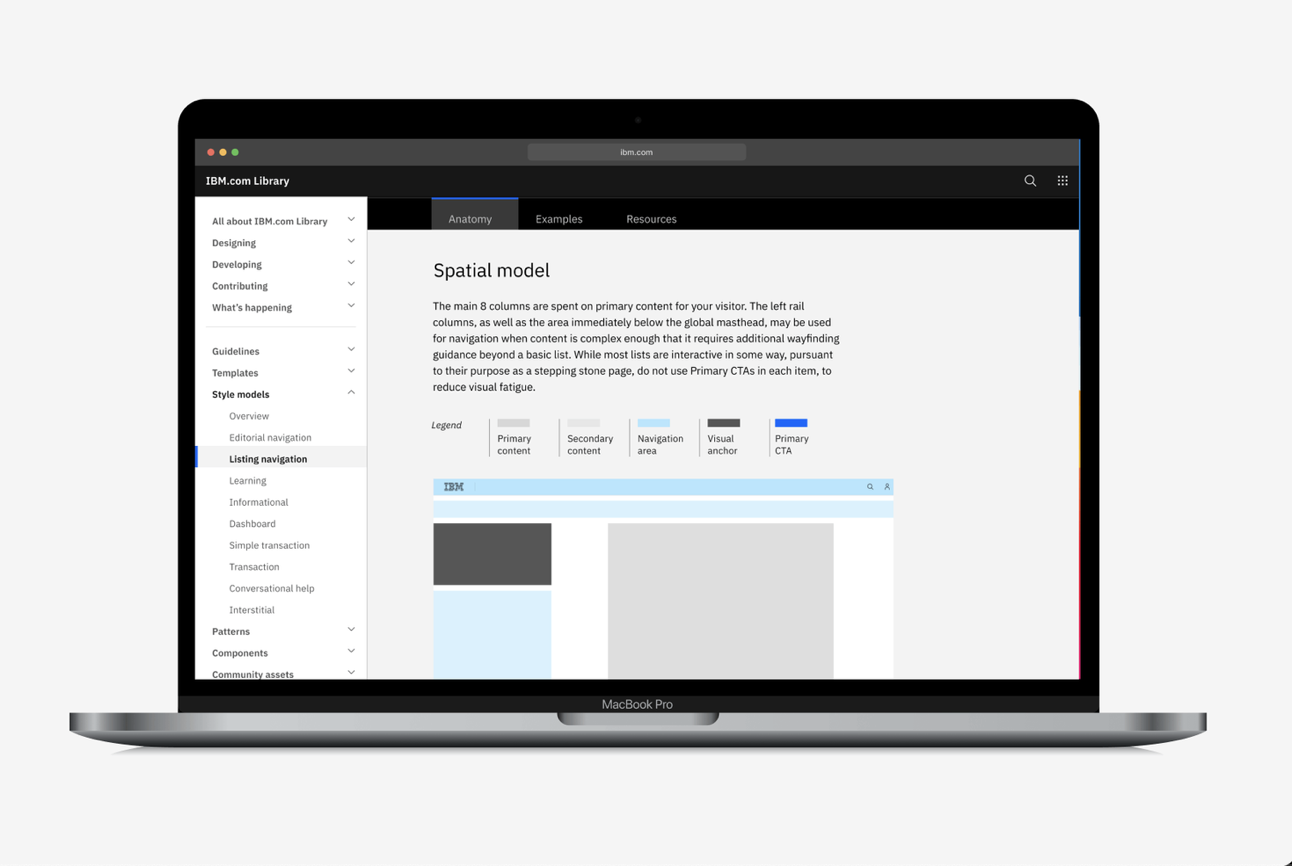 ibm.com
IBM.com Library
Anatomy
Examples
Resources
All about IBM.com Library
Designing
Developing
Contributing
What's happening
Guidelines
Templates
Style models
Overview
Editorial navigation
Listing navigation
Learning
Informational
Dashboard
Simple transaction
Transaction
Conversational help
Interstitial
Patterns
Components
Community assets
Spatial model
The main 8 columns are spent on primary content for your visitor. The left rail
columns, as well as the area immediately below the global masthead, may be used
for navigation when content is complex enough that it requires additional wayfinding
guidance beyond a basic list. While most lists are interactive in some way, pursuant
to their purpose as a stepping stone page, do not use Primary CTAs in each item, to
reduce visual fatigue.
Legend
Primary
content
Secondary
content
Navigation
area
Visual
anchor
Primary
CTA
IBM
MacBook Pro